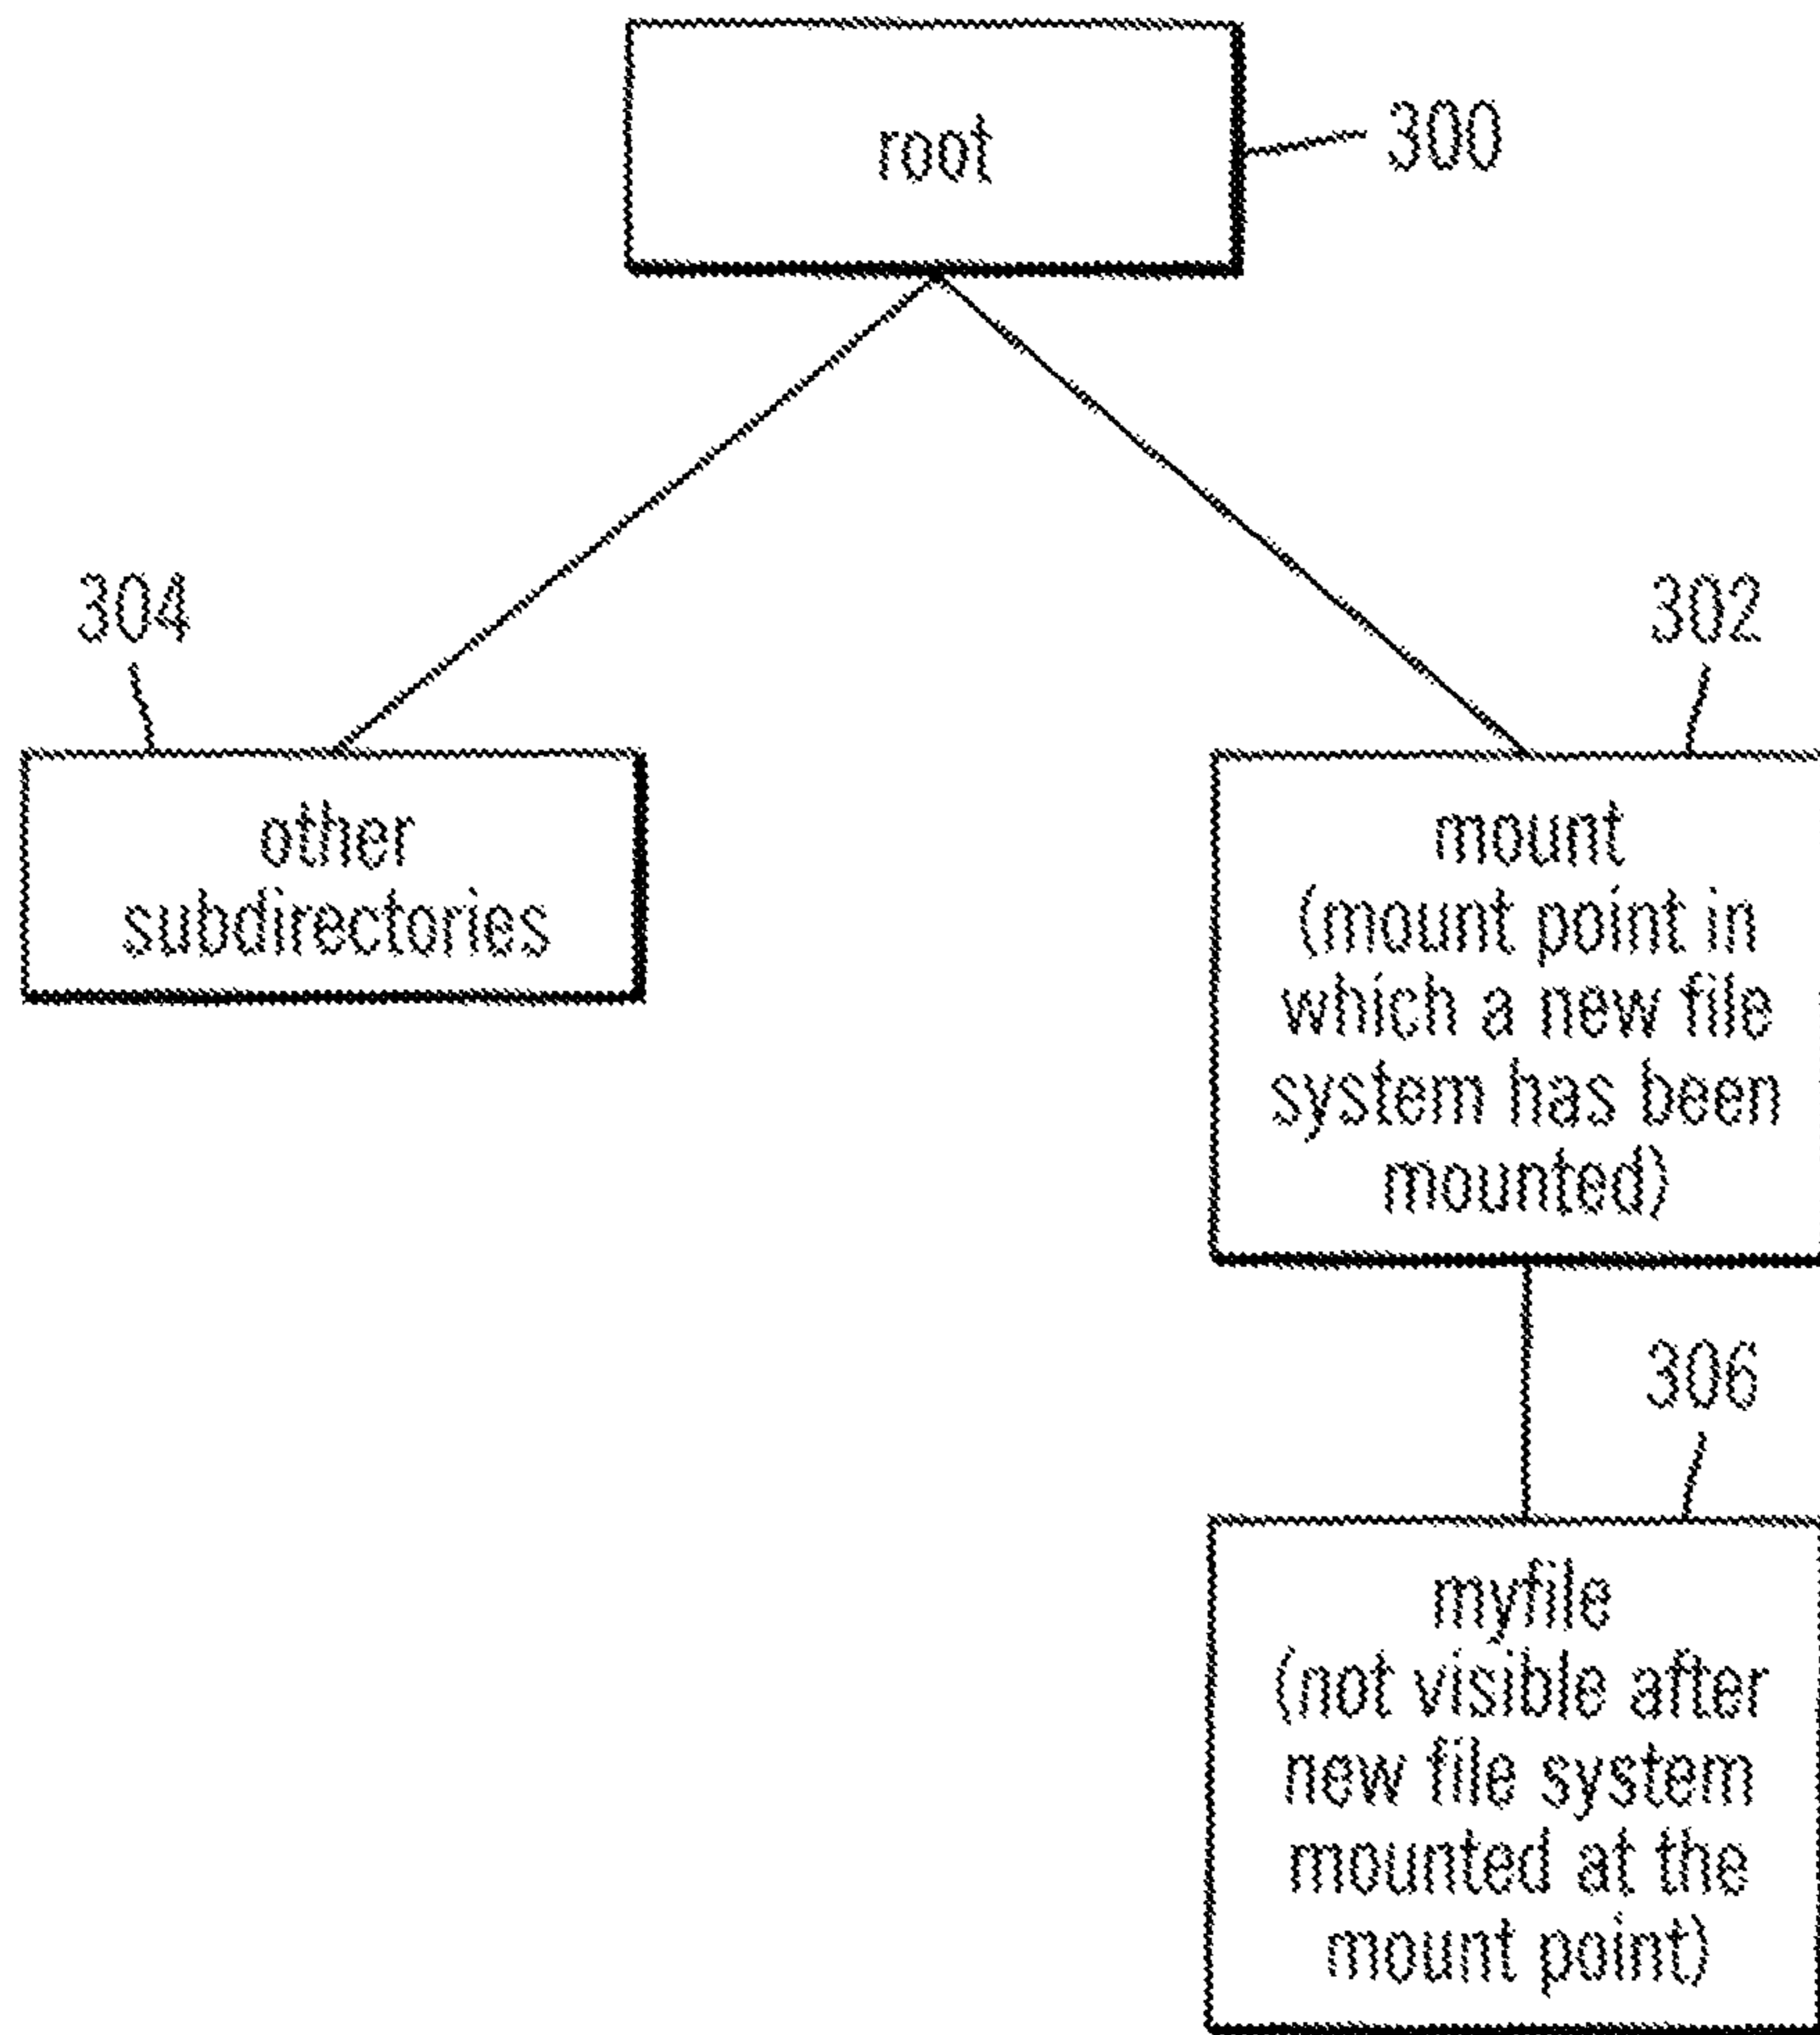 root
300
304
302
other
subdirectories
mount
(mount point in
which a new file
system has been
mounted)
306
myfile
(not visible after
new file system
mounted at the
mount point)